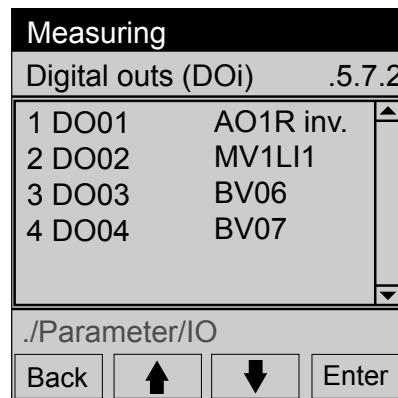 Measuring
Digital outs (DOi) .5.7.2
1 DO01 AO1R inv.
2 DO02 MV1LI1
3 DO03 BV06
4 DO04 BV07
./Parameter/IO
Back Enter